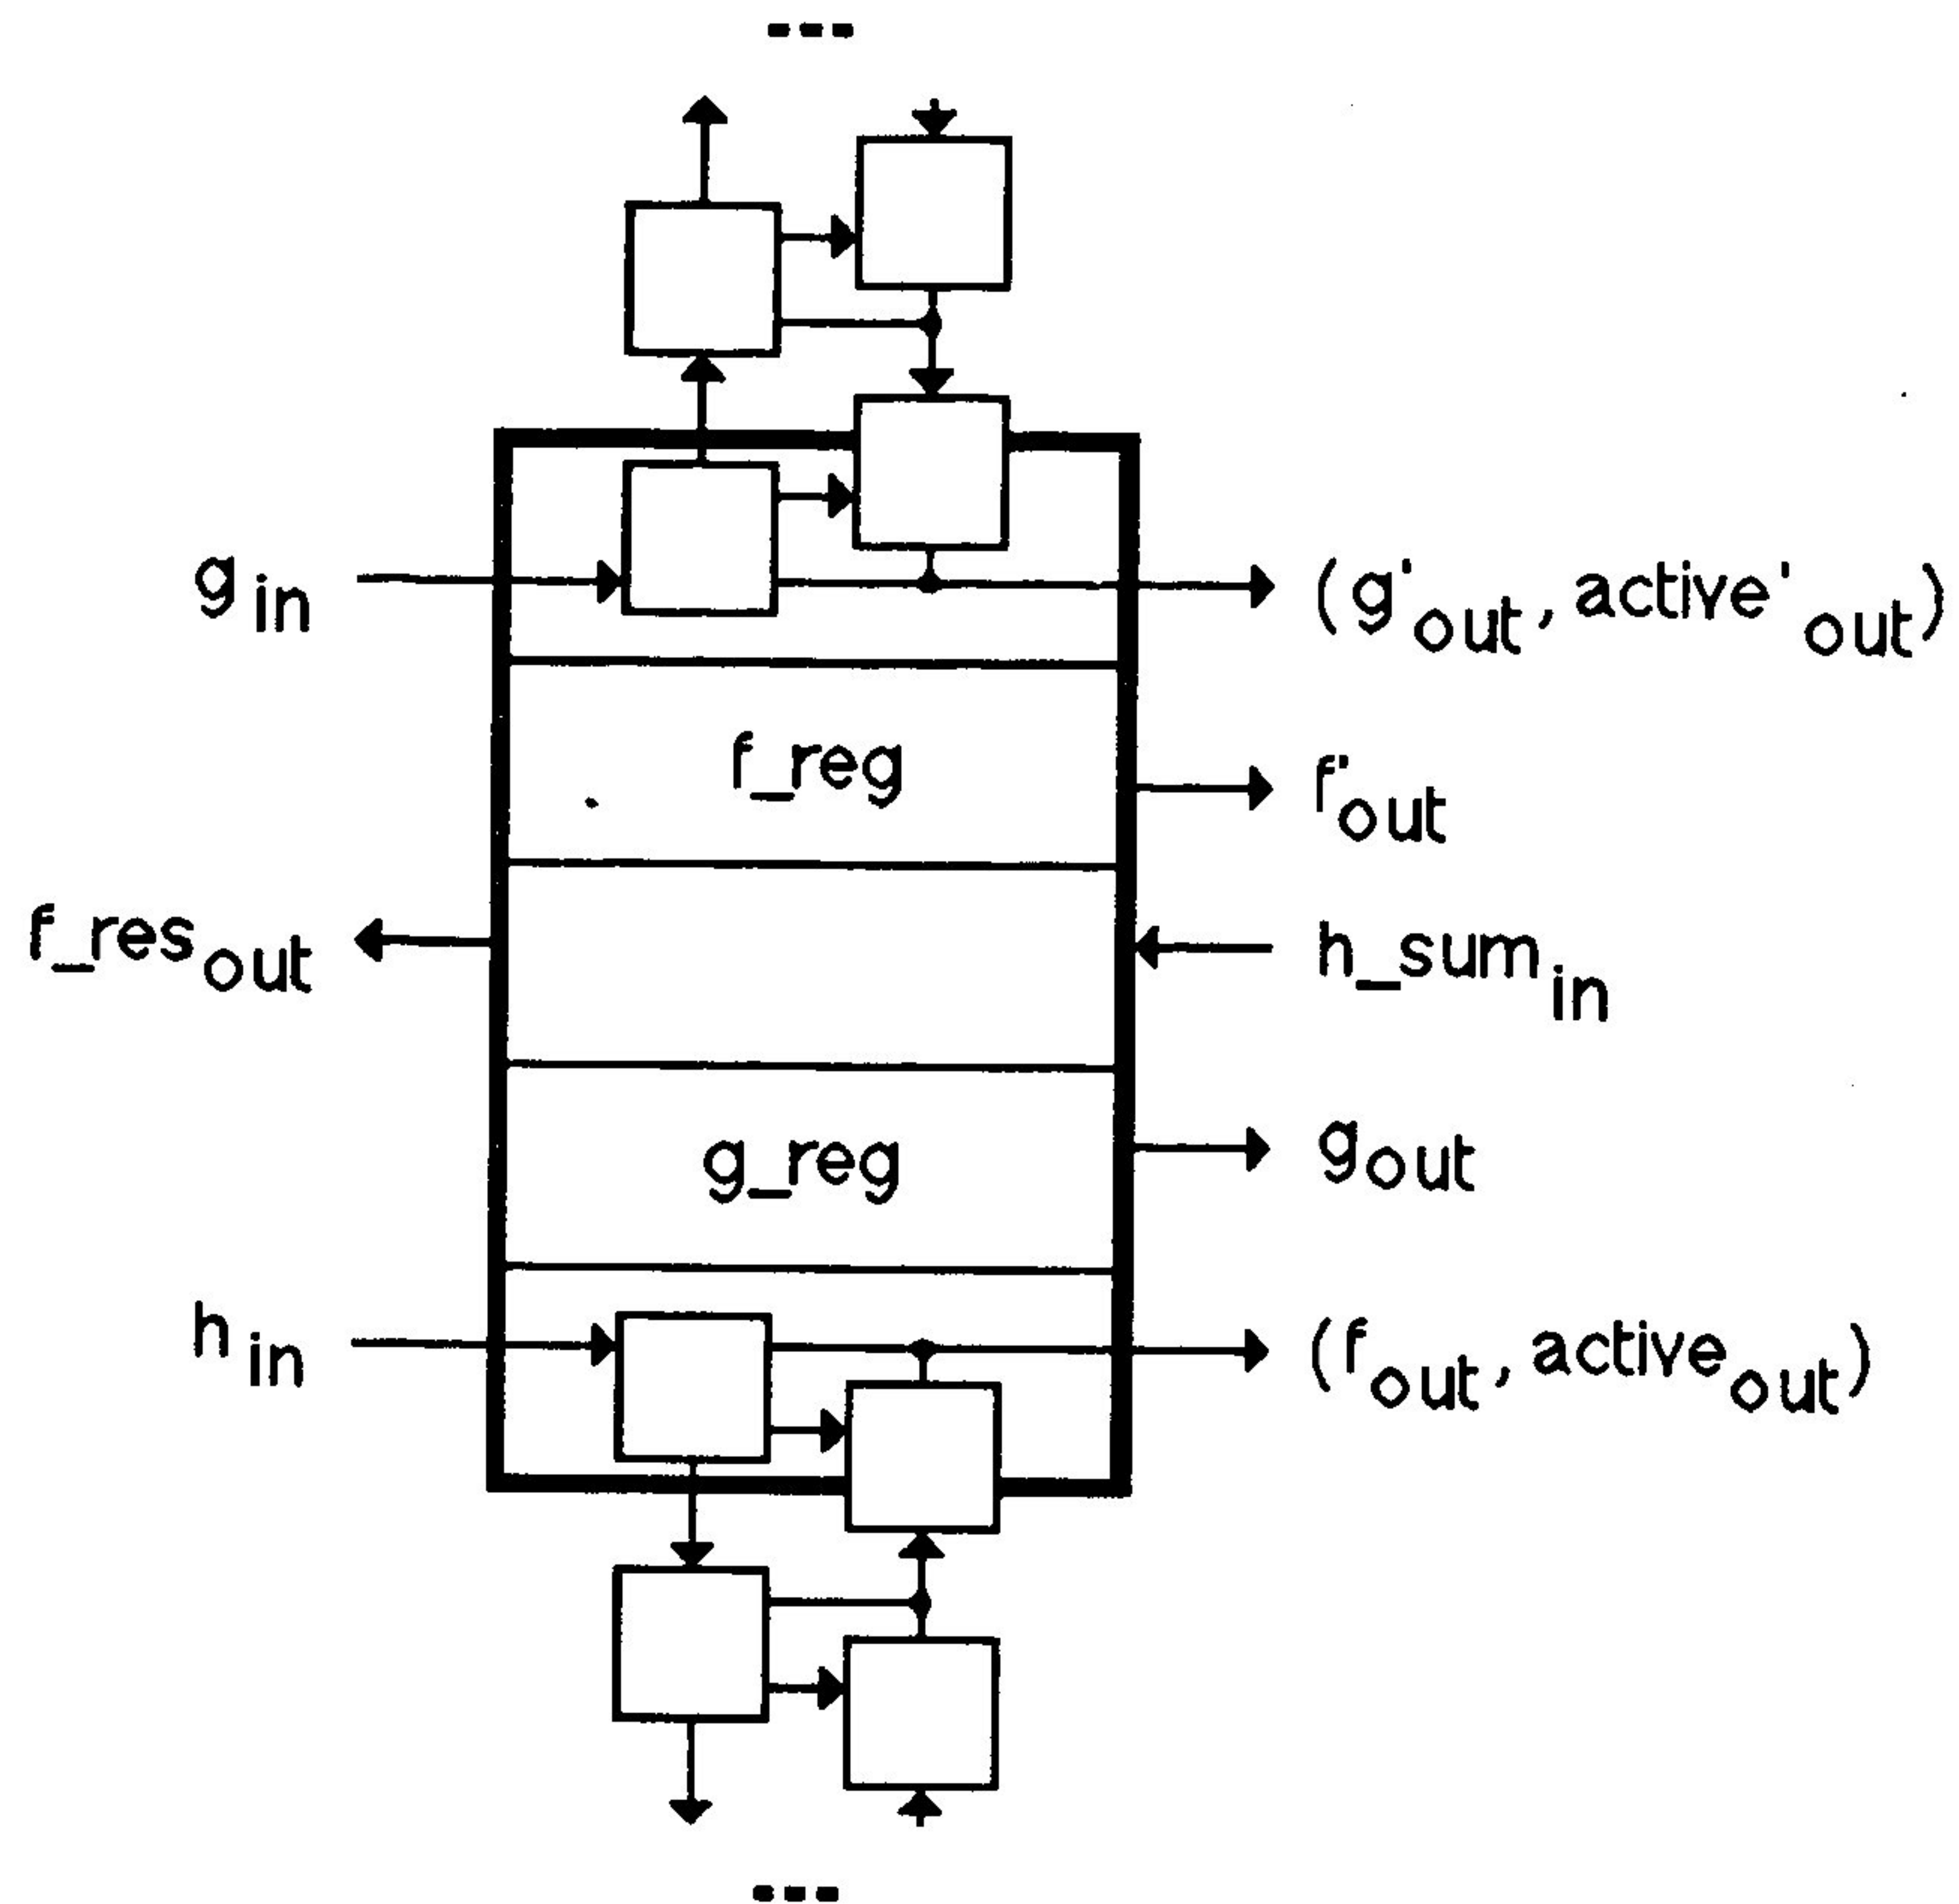 g in
(g' out, active' out)
f_reg
f' out
f_res out
h_sum in
g_reg
g out
h in
(f out, active out)